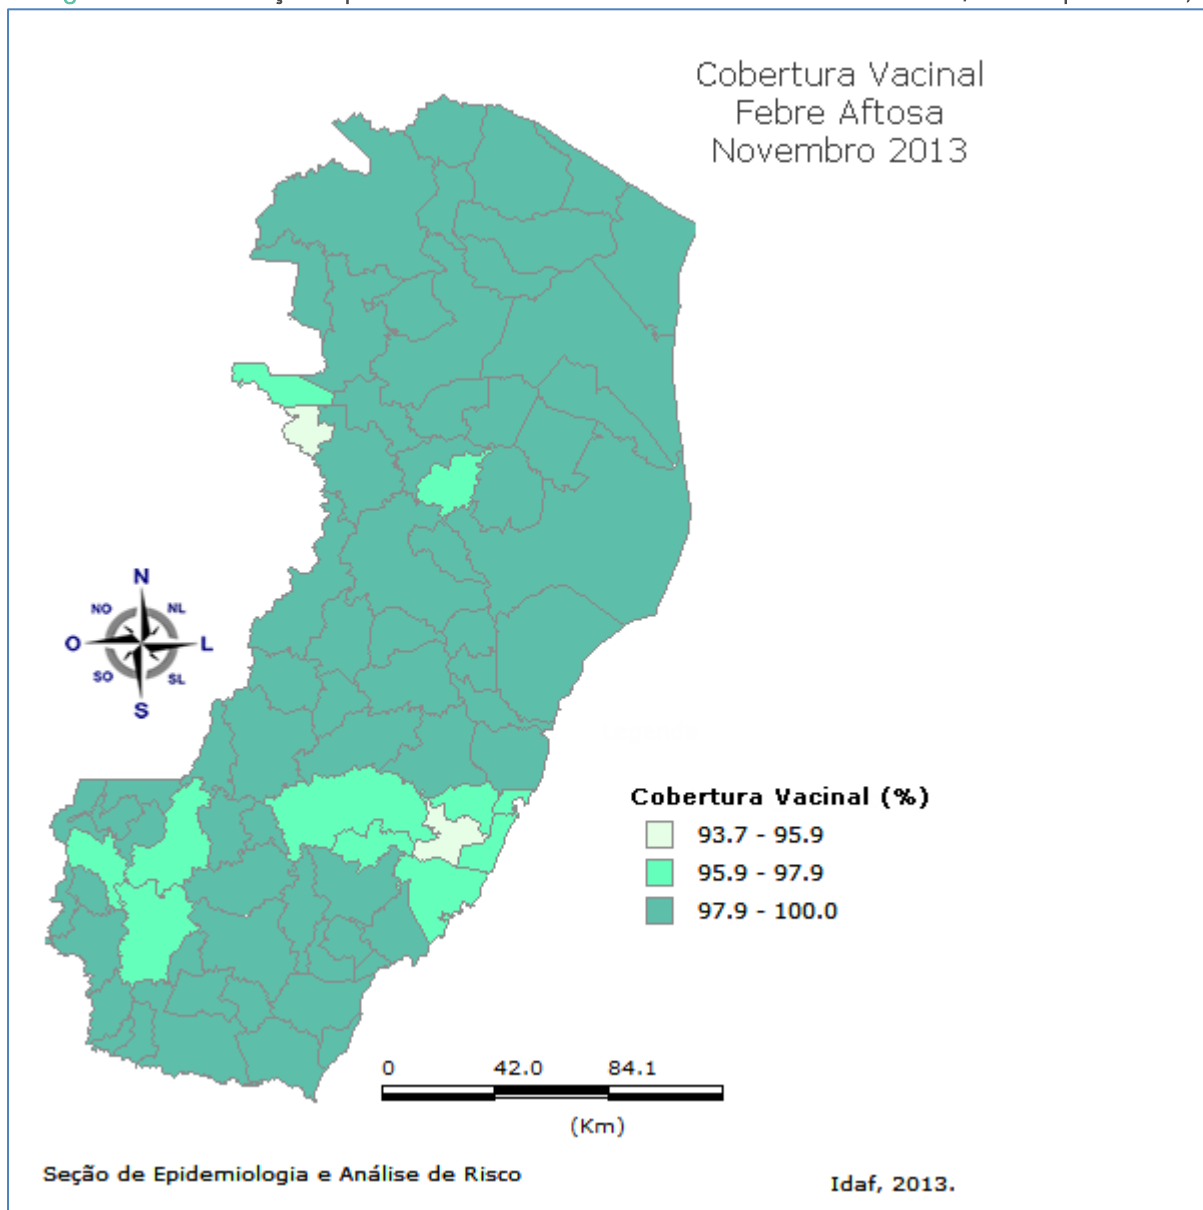 Cobertura Vacinal
Febre Aftosa
Novembro 2013
N
NO NL
O L
SO SL
S
Cobertura Vacinal (%)
93.7 - 95.9
95.9 - 97.9
97.9 - 100.0
0 42.0 84.1
(Km)
Seção de Epidemiologia e Análise de Risco
Idaf, 2013.